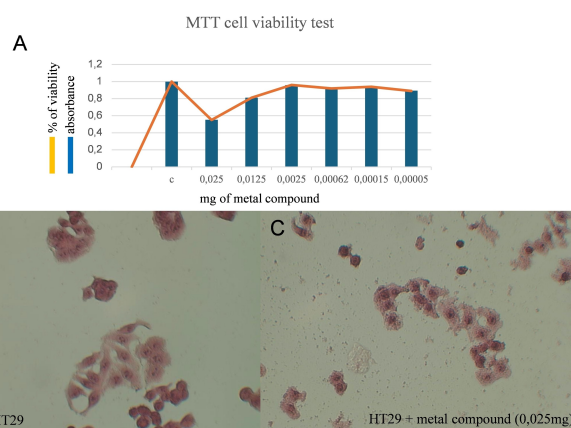 MTT cell viability test
A
% of viability
absorbance
1,2
1
0,8
0,6
0,4
0,2
0
c 0,025 0,0125 0,0025 0,00062 0,00015 0,00005
mg of metal compound
C
HT29 + metal compound (0,025mg)